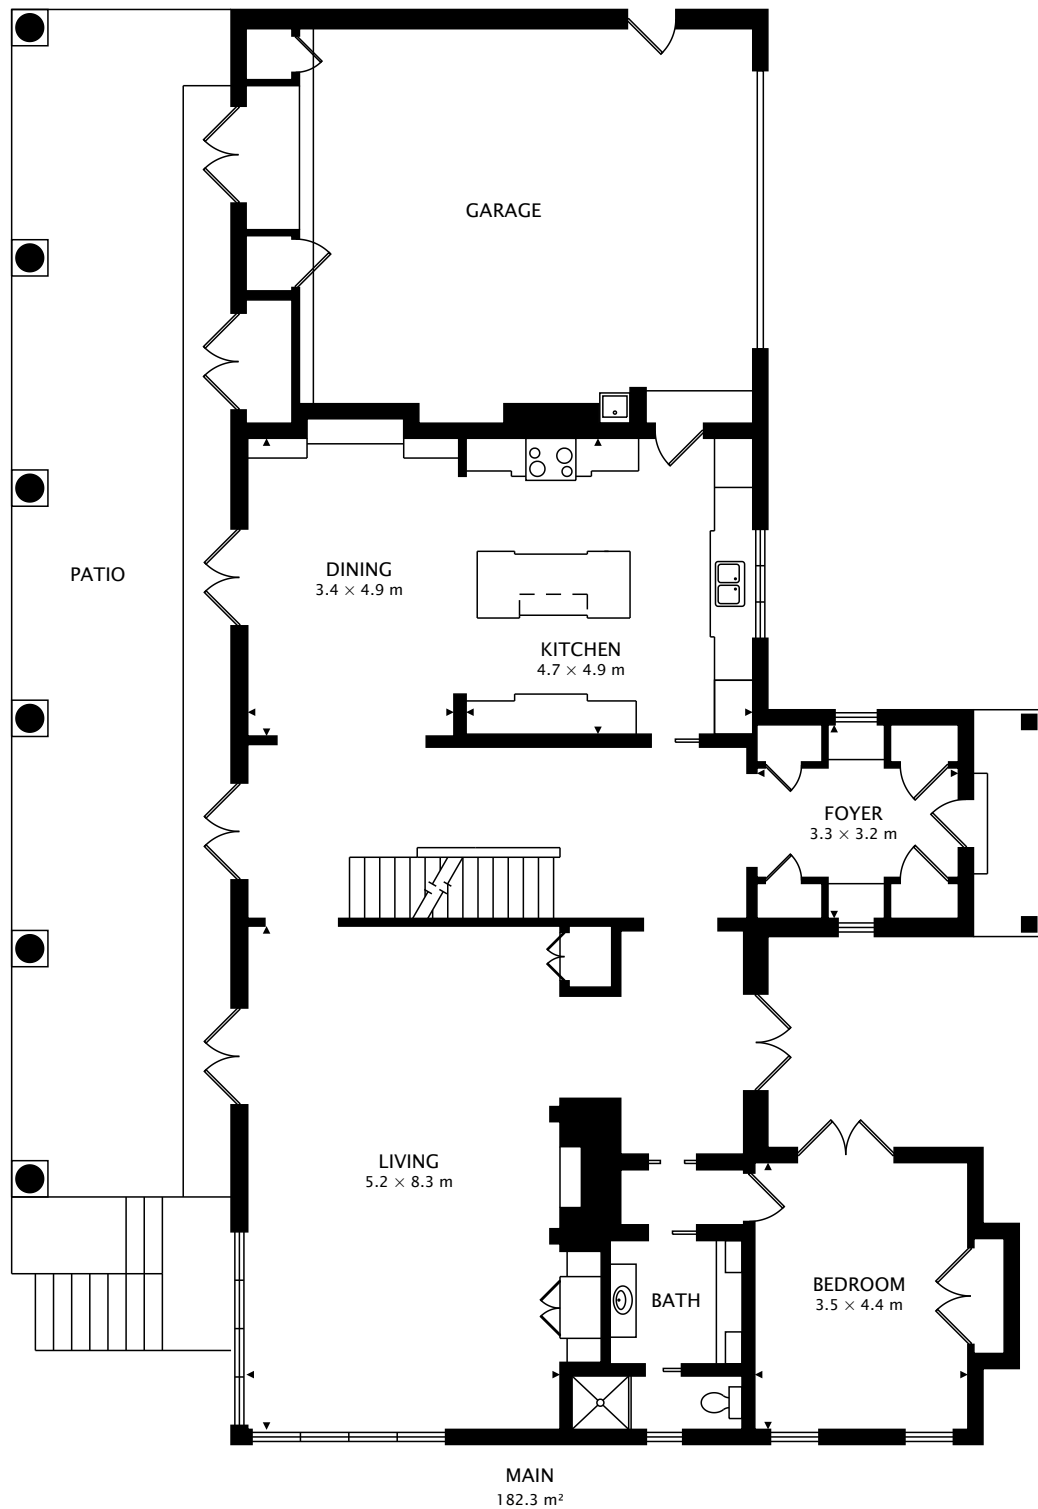 GARAGE
PATIO
DINING
3.4 × 4.9 m
KITCHEN
4.7 × 4.9 m
FOYER
3.3 × 3.2 m
LIVING
5.2 × 8.3 m
BATH
BEDROOM
3.5 × 4.4 m
MAIN
182.3 m²